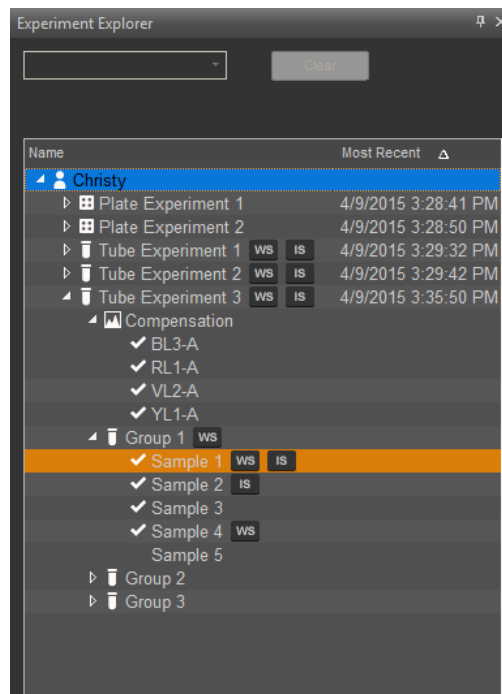 Experiment Explorer
Clear
Name Most Recent
Christy
Plate Experiment 1 4/9/2015 3:28:41 PM
Plate Experiment 2 4/9/2015 3:28:50 PM
Tube Experiment 1 WS IS 4/9/2015 3:29:32 PM
Tube Experiment 2 WS IS 4/9/2015 3:29:42 PM
Tube Experiment 3 WS IS 4/9/2015 3:35:50 PM
Compensation
BL3-A
RL1-A
VL2-A
YL1-A
Group 1 WS
Sample 1 WS IS
Sample 2 IS
Sample 3
Sample 4 WS
Sample 5
Group 2
Group 3